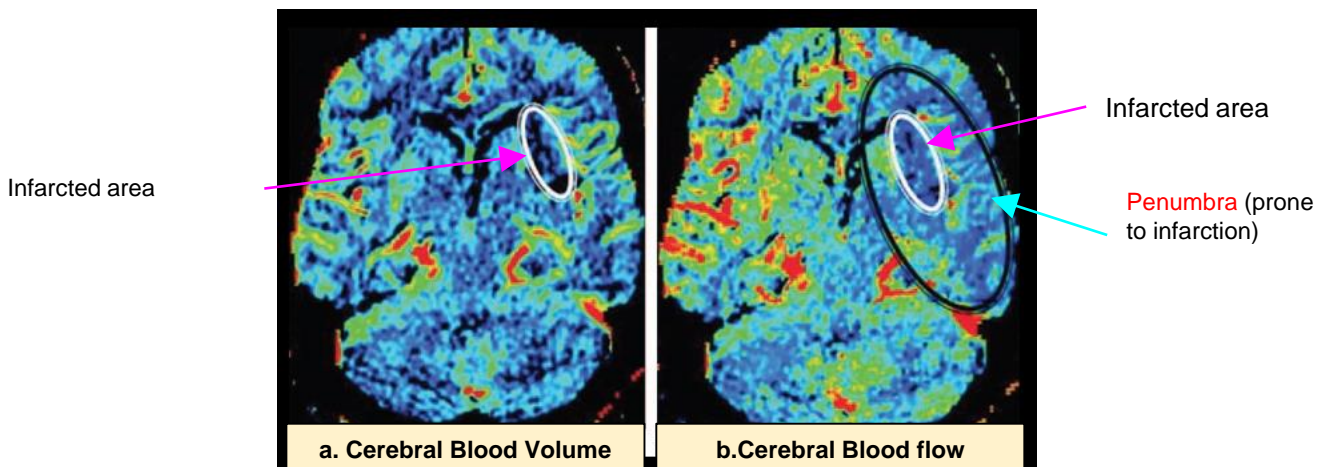 Infarcted area
Infarcted area
Penumbra (prone
to infarction)
a. Cerebral Blood Volume
b.Cerebral Blood flow